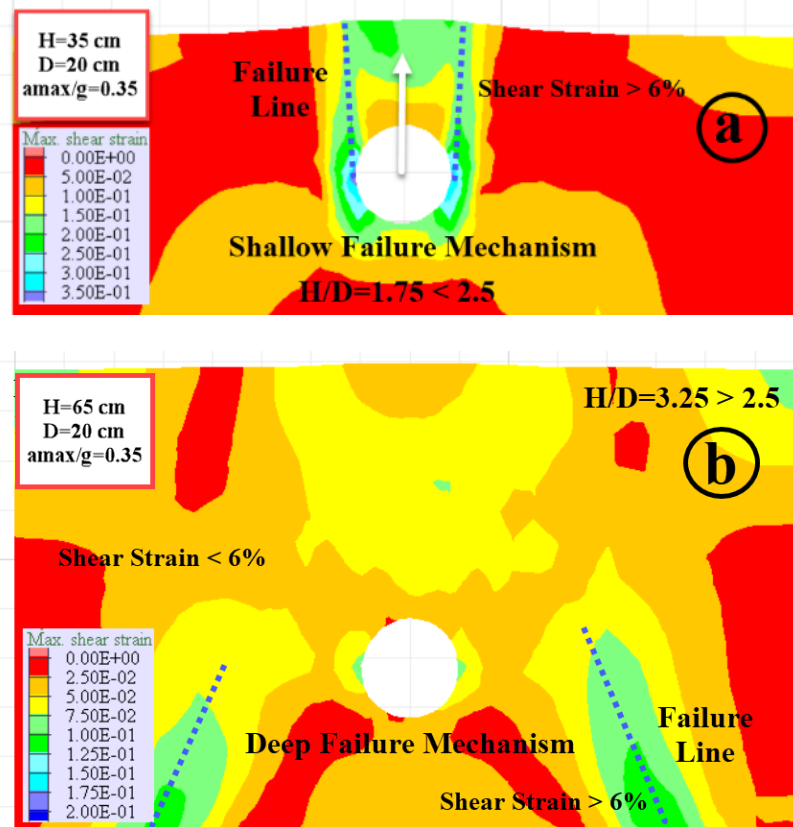 H=35 cm
D=20 cm
amax/g=0.35
Failure
Line
Shear Strain > 6%
a
Max. shear strain
0.00E+00
5.00E-02
1.00E-01
1.50E-01
2.00E-01
2.50E-01
3.00E-01
3.50E-01
Shallow Failure Mechanism
H/D=1.75 < 2.5
H=65 cm
D=20 cm
amax/g=0.35
H/D=3.25 > 2.5
b
Shear Strain < 6%
Max. shear strain
0.00E+00
2.50E-02
5.00E-02
7.50E-02
1.00E-01
1.25E-01
1.50E-01
1.75E-01
2.00E-01
Failure
Line
Deep Failure Mechanism
Shear Strain > 6%